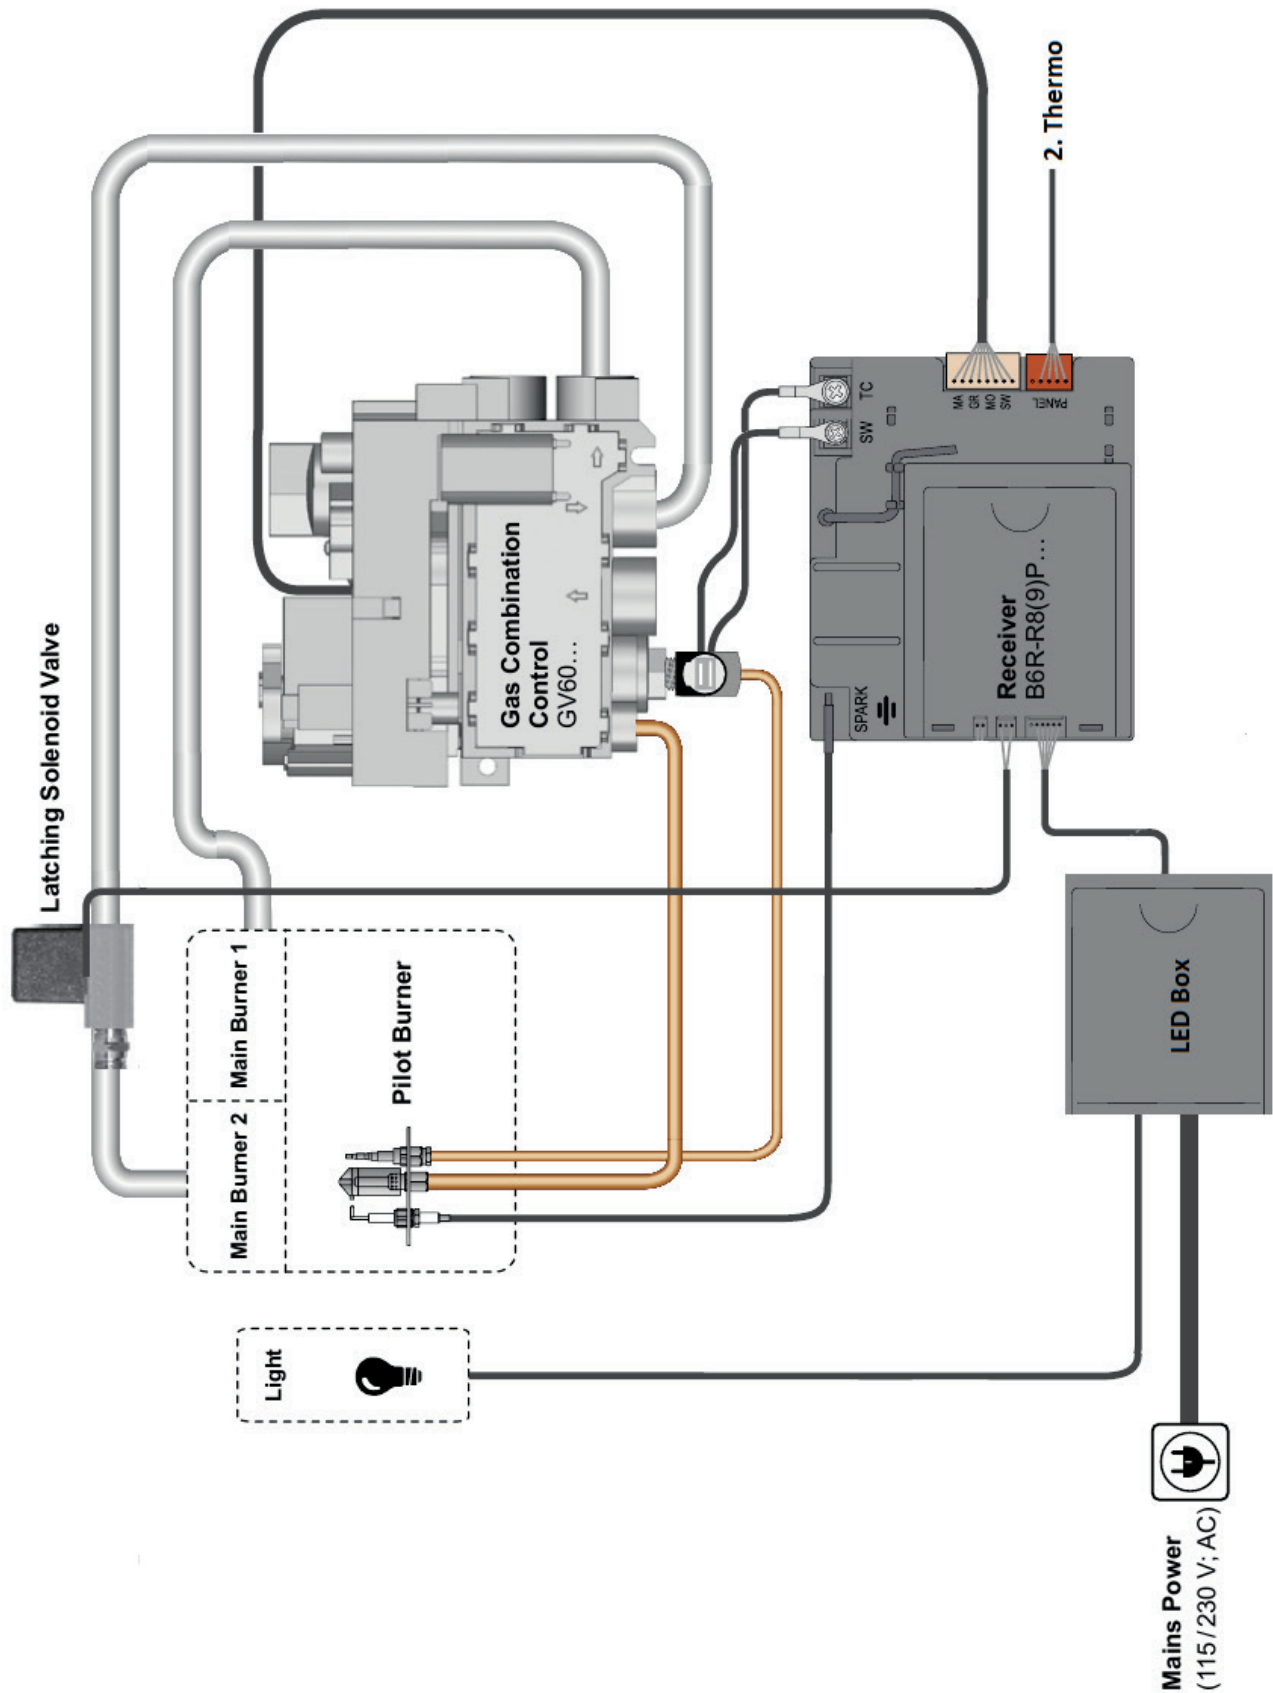 Latching Solenoid Valve
2. Thermo
Gas Combination
Control
GV60...
Main Burner 2
Main Burner 1
Pilot Burner
Light
SPARK
SW
TC
MA
GR
MO
SW
PANEL
Receiver
B6R-R8(9)P...
LED Box
Mains Power
(115/230 V; AC)